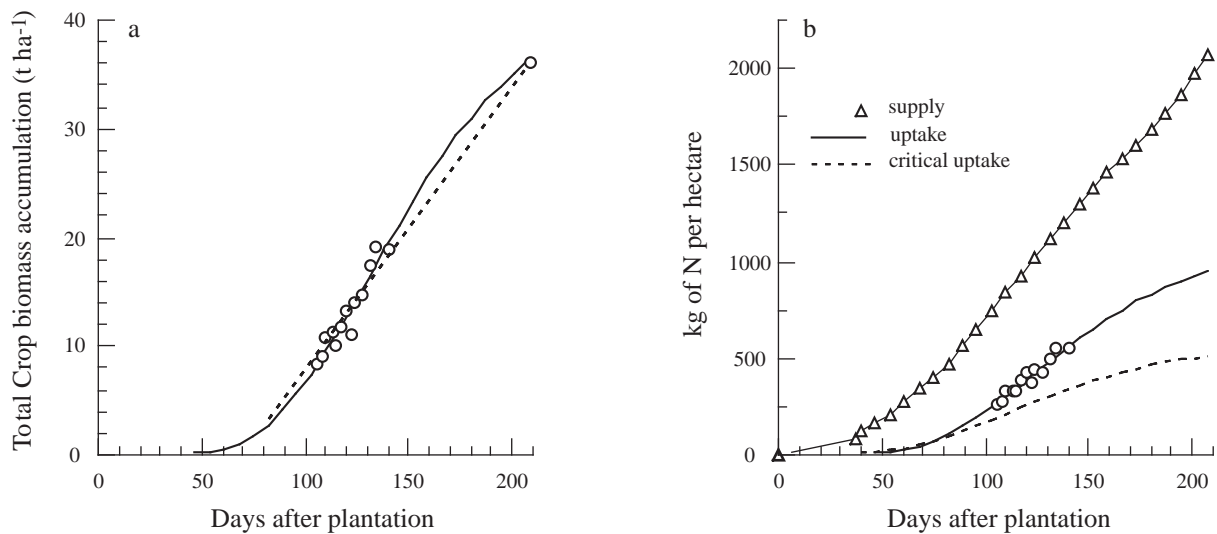 a
Total Crop biomass accumulation (t ha-1)
40
30
20
10
0
0
50
100
150
200
Days after plantation
b
kg of N per hectare
2000
1500
1000
500
0
supply
uptake
critical uptake
0
50
100
150
200
Days after plantation